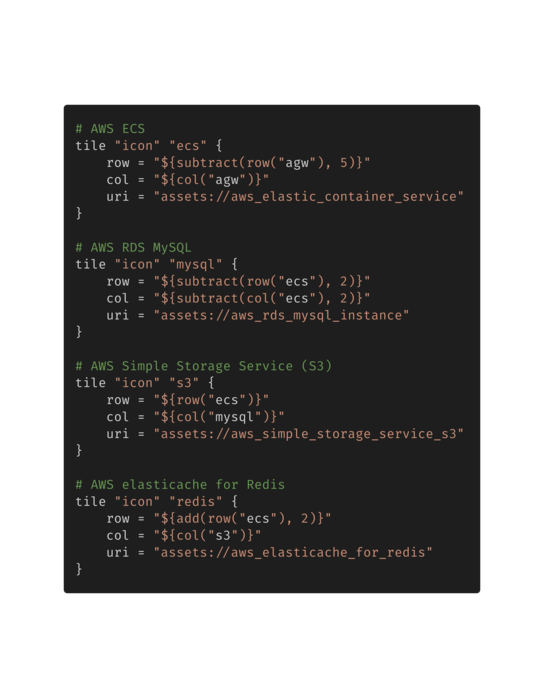 # AWS ECS
tile "icon" "ecs" {
    row = "${subtract(row("agw"), 5)}"
    col = "${col("agw")}"
    uri = "assets://aws_elastic_container_service"
}

# AWS RDS MySQL
tile "icon" "mysql" {
    row = "${subtract(row("ecs"), 2)}"
    col = "${subtract(col("ecs"), 2)}"
    uri = "assets://aws_rds_mysql_instance"
}

# AWS Simple Storage Service (S3)
tile "icon" "s3" {
    row = "${row("ecs")}"
    col = "${col("mysql")}"
    uri = "assets://aws_simple_storage_service_s3"
}

# AWS elasticache for Redis
tile "icon" "redis" {
    row = "${add(row("ecs"), 2)}"
    col = "${col("s3")}"
    uri = "assets://aws_elasticache_for_redis"
}